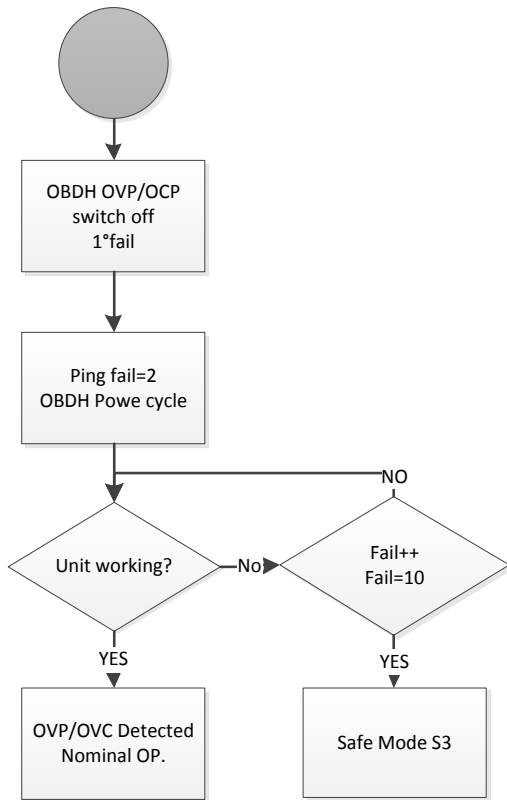 OBDH OVP/OCP
switch off
1°fail
Ping fail=2
OBDH Powe cycle
NO
Unit working?
No
Fail++
Fail=10
YES
YES
OVP/OVC Detected
Nominal OP.
Safe Mode S3